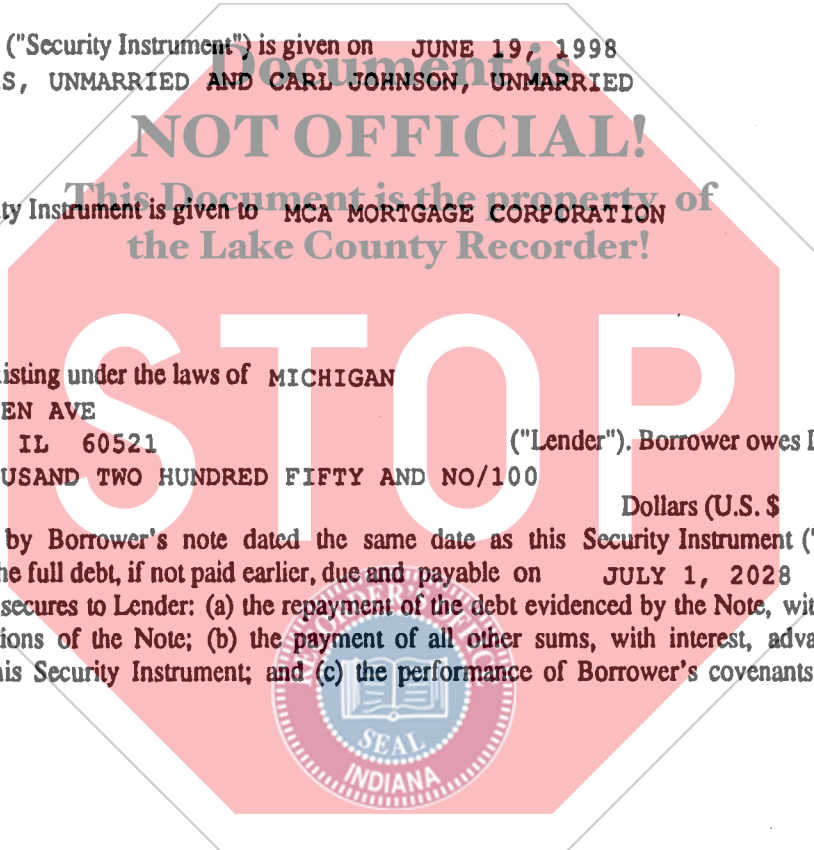 ("Security Instrument") is given on JUNE 19, 1998
Document is
S, UNMARRIED AND CARL JOHNSON, UNMARRIED
NOT OFFICIAL!
This Document is the property of
ty Instrument is given to MCA MORTGAGE CORPORATION
the Lake County Recorder!
STOP
isting under the laws of MICHIGAN
EN AVE
IL 60521 ("Lender"). Borrower owes L
USAND TWO HUNDRED FIFTY AND NO/100
Dollars (U.S. $
by Borrower's note dated the same date as this Security Instrument ("
he full debt, if not paid earlier, due and payable on JULY 1, 2028
secures to Lender: (a) the repayment of the debt evidenced by the Note, wit
ions of the Note; (b) the payment of all other sums, with interest, adva
his Security Instrument; and (c) the performance of Borrower's covenants
SEAL
INDIANA